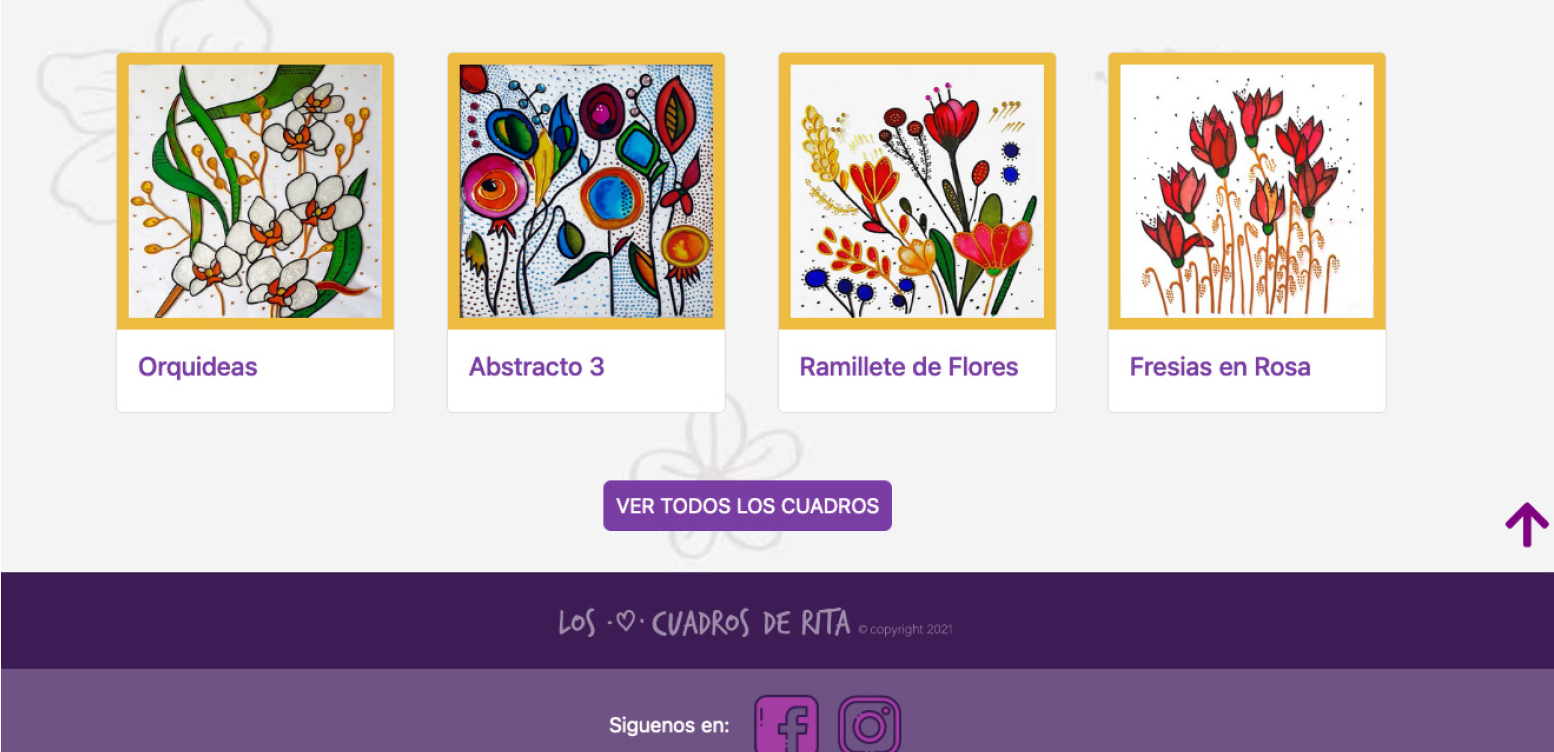 Orquideas
Abstracto 3
Ramillete de Flores
Fresias en Rosa
VER TODOS LOS CUADROS
LOS ·♡· CUADROS DE RITA © copyright 2021
Siguenos en: